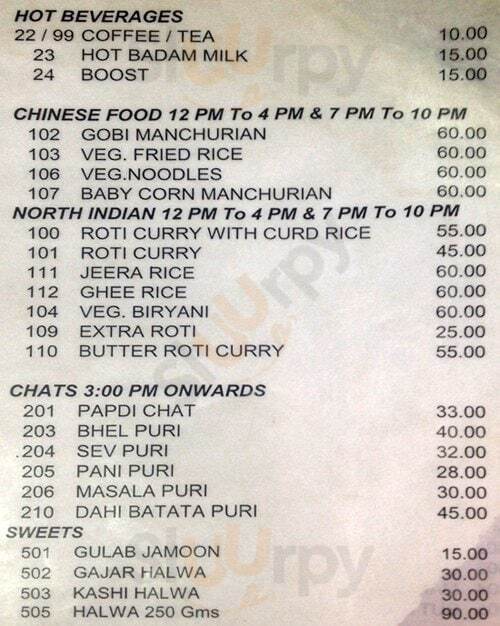 HOT BEVERAGES
22 / 99 COFFEE / TEA 10.00
23 HOT BADAM MILK 15.00
24 BOOST 15.00
CHINESE FOOD 12 PM To 4 PM & 7 PM To 10 PM
102 GOBI MANCHURIAN 60.00
103 VEG. FRIED RICE 60.00
106 VEG.NOODLES 60.00
107 BABY CORN MANCHURIAN 60.00
NORTH INDIAN 12 PM To 4 PM & 7 PM To 10 PM
100 ROTI CURRY WITH CURD RICE 55.00
101 ROTI CURRY 45.00
111 JEERA RICE 60.00
112 GHEE RICE 60.00
104 VEG. BIRYANI 60.00
109 EXTRA ROTI 25.00
110 BUTTER ROTI CURRY 55.00
CHATS 3:00 PM ONWARDS
201 PAPDI CHAT 33.00
203 BHEL PURI 40.00
.204 SEV PURI 32.00
205 PANI PURI 28.00
206 MASALA PURI 30.00
210 DAHI BATATA PURI 45.00
SWEETS
501 GULAB JAMOON 15.00
502 GAJAR HALWA 30.00
503 KASHI HALWA 30.00
505 HALWA 250 Gms 90.00